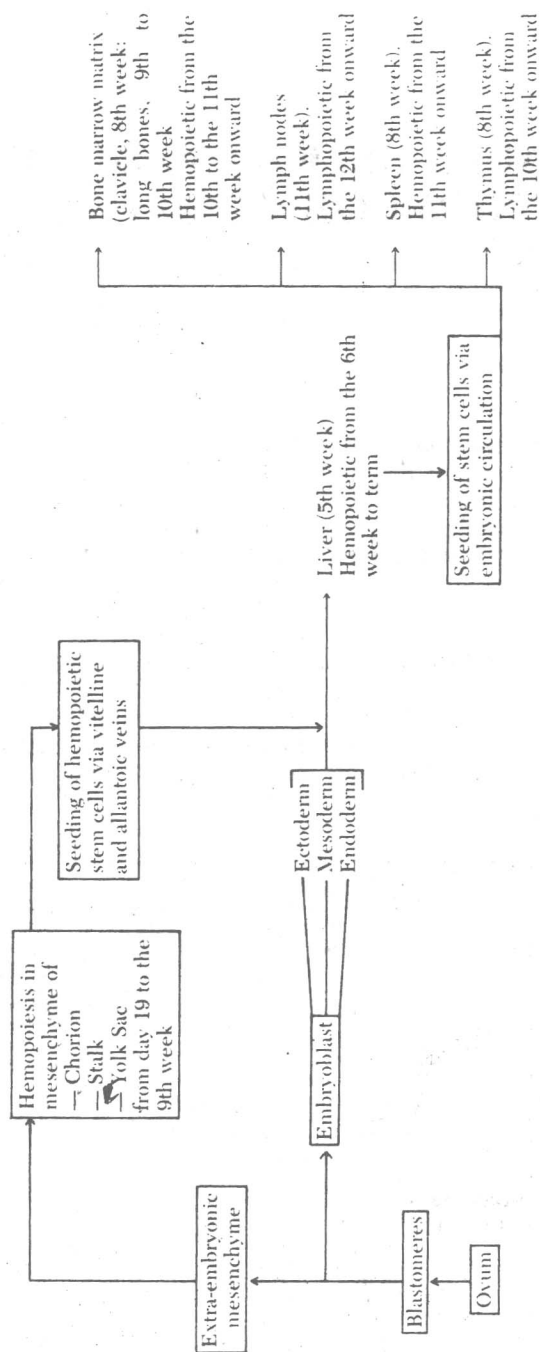 Ovum
Blastomeres
Extra-embryonic
mesenchyme
Hemopoiesis in
mesenchyme of
— Chorion
— Stalk
— Yolk Sac
from day 19 to the
9th week
Seeding of hemopoietic
stem cells via vitelline
and allantoic veins
Embryoblast
Ectoderm
Mesoderm
Endoderm
Liver (5th week)
Hemopoietic from the 6th
week to term
Seeding of stem cells via
embryonic circulation
Bone marrow matrix
(clavicle, 8th week:
long bones, 9th to
10th week
Hemopoietic from the
10th to the 11th
week onward
Lymph nodes
(11th week).
Lymphopoietic from
the 12th week onward
Spleen (8th week).
Hemopoietic from the
11th week onward
Thymus (8th week).
Lymphopoietic from
the 10th week onward